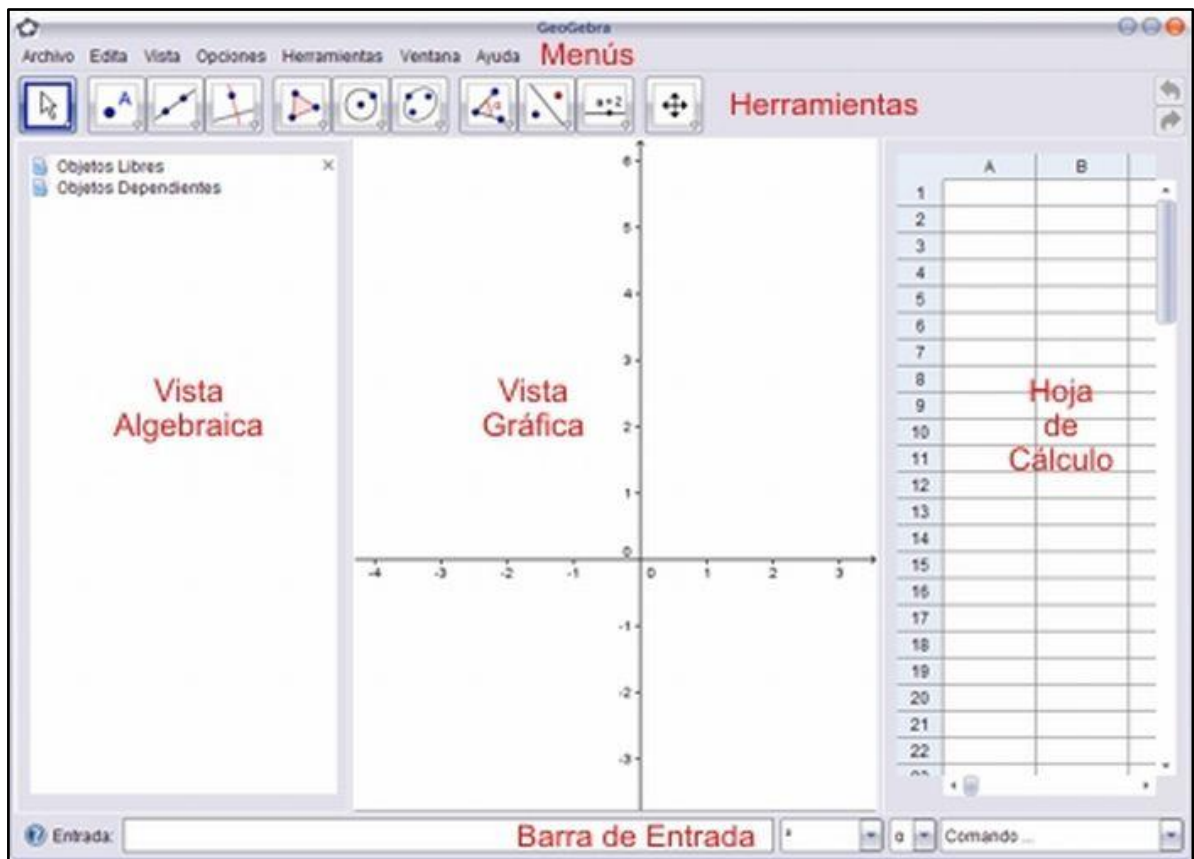 GeoGebra
Archivo Edita Vista Opciones Herramientas Ventana Ayuda Menús
A
α
a=2
Herramientas
Objetos Libres
Objetos Dependientes
Vista
Algebraica
Vista
Gráfica
6
5
4
3
2
1
0
-4 -3 -2 -1 0 1 2 3
-1
-2
-3
A B
1
2
3
4
5
6
7
8
9
10
11
12
13
14
15
16
17
18
19
20
21
22
Hoja
de
Cálculo
Entrada: Barra de Entrada ² α Comando ...